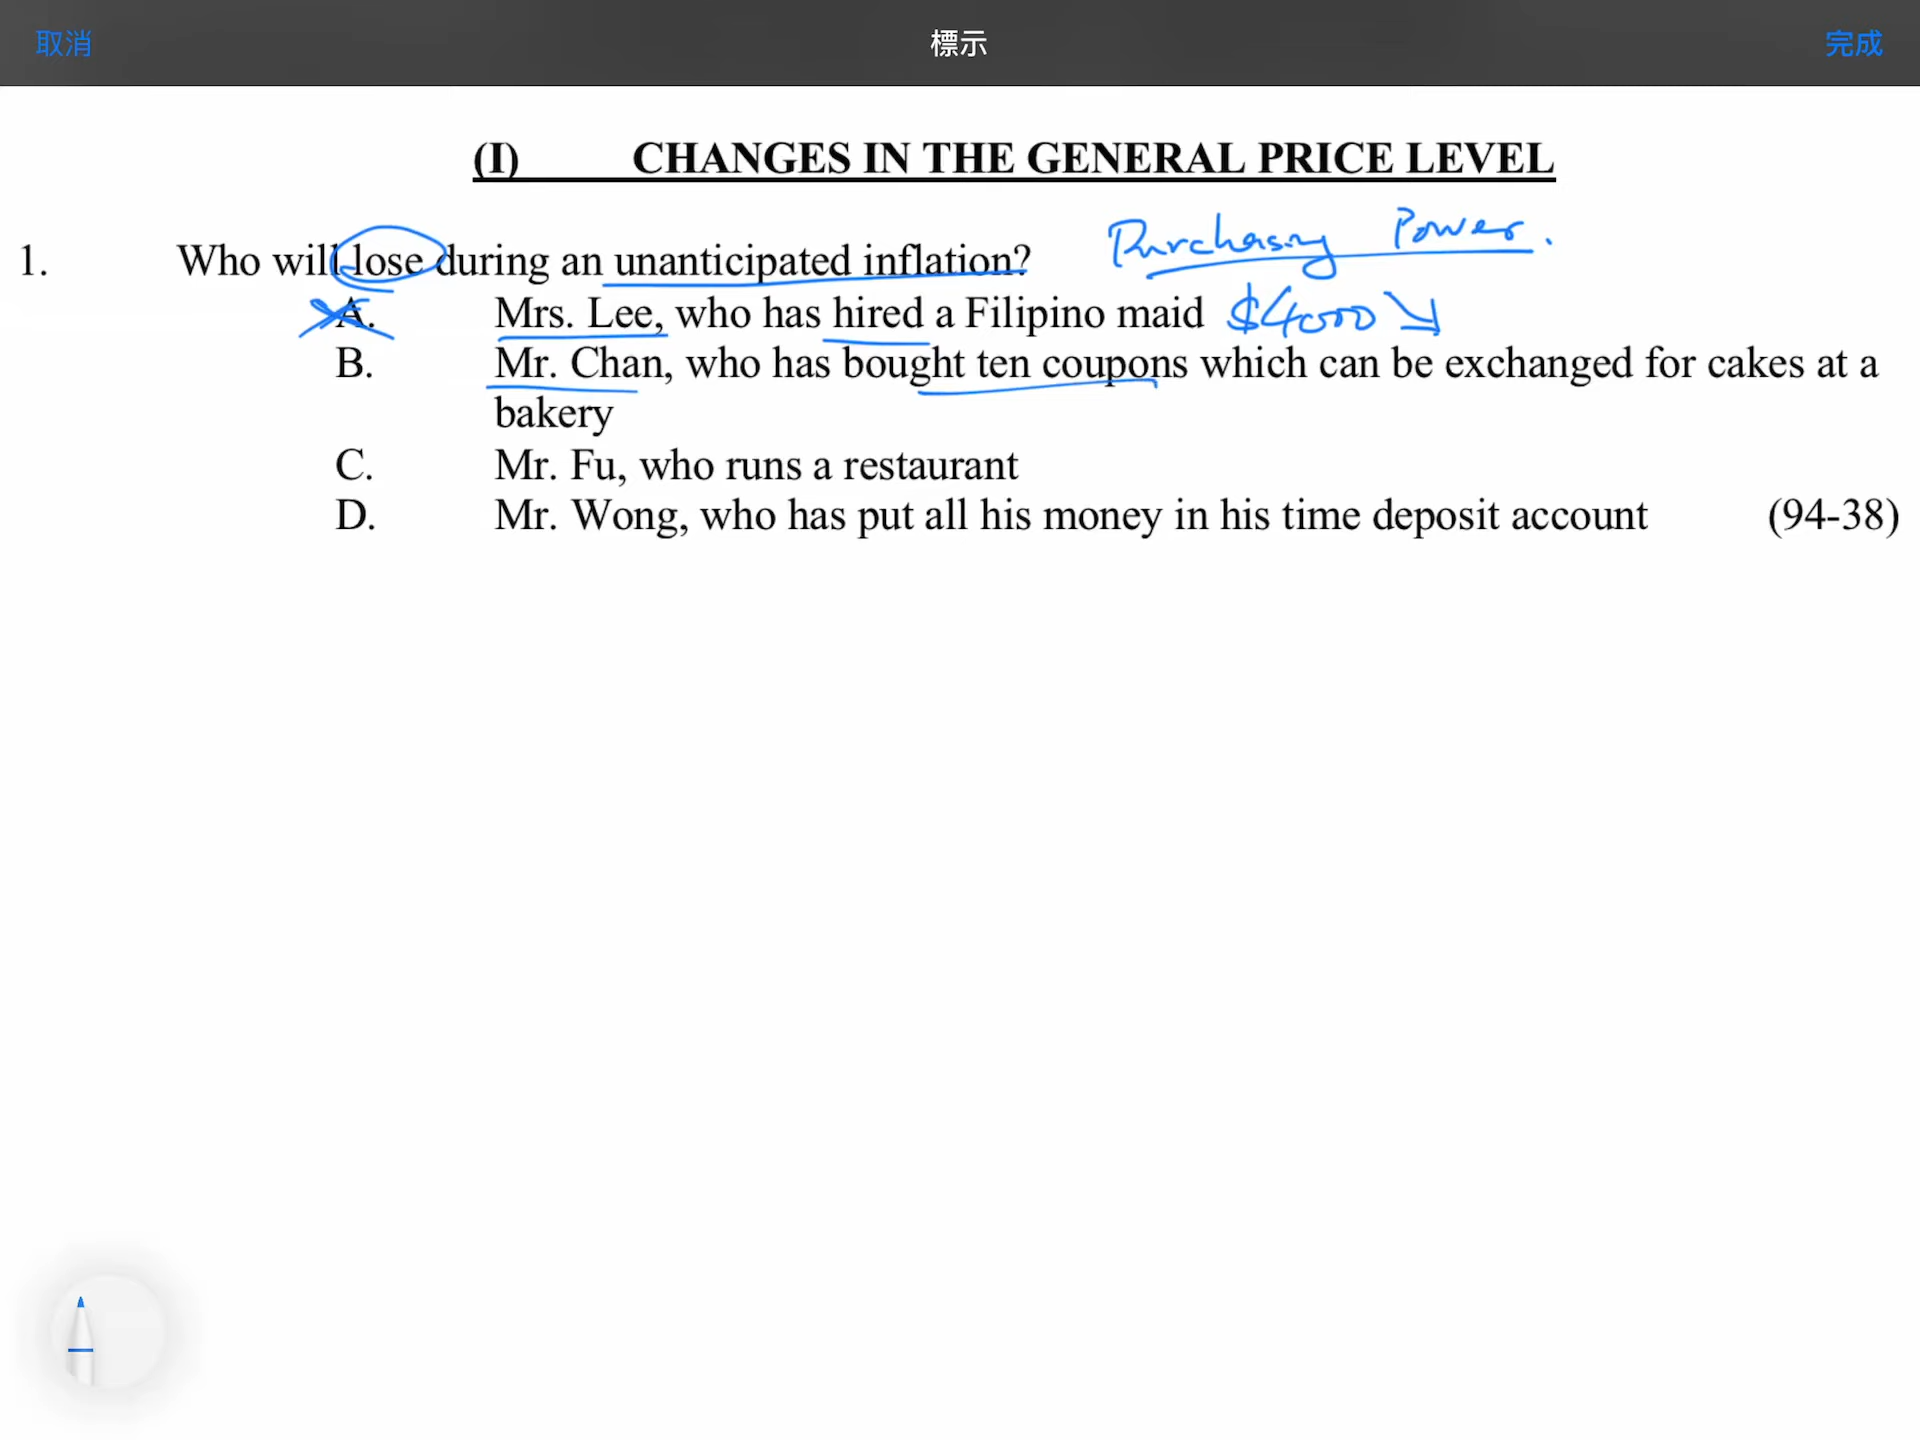 取消 標示 完成
(I) CHANGES IN THE GENERAL PRICE LEVEL
Purchasing Power.
1. Who will lose during an unanticipated inflation?
A. Mrs. Lee, who has hired a Filipino maid $4000
B. Mr. Chan, who has bought ten coupons which can be exchanged for cakes at a
bakery
C. Mr. Fu, who runs a restaurant
D. Mr. Wong, who has put all his money in his time deposit account (94-38)